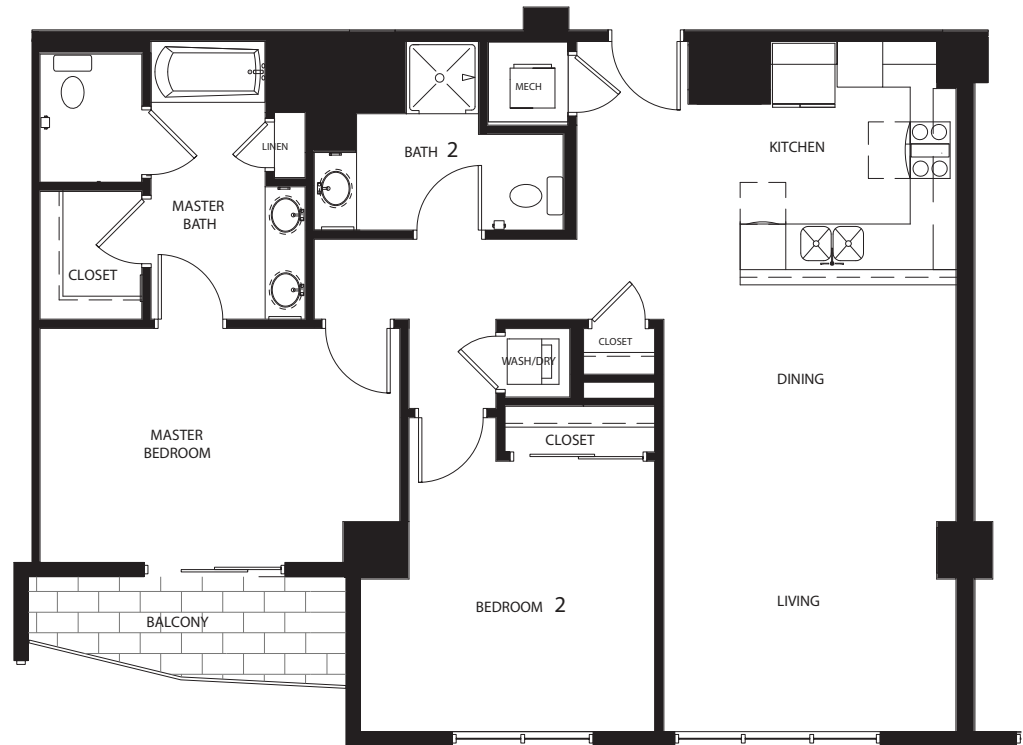 MECH
LINEN
BATH 2
KITCHEN
MASTER
BATH
CLOSET
CLOSET
WASH/DRY
DINING
MASTER
BEDROOM
CLOSET
BEDROOM 2
LIVING
BALCONY